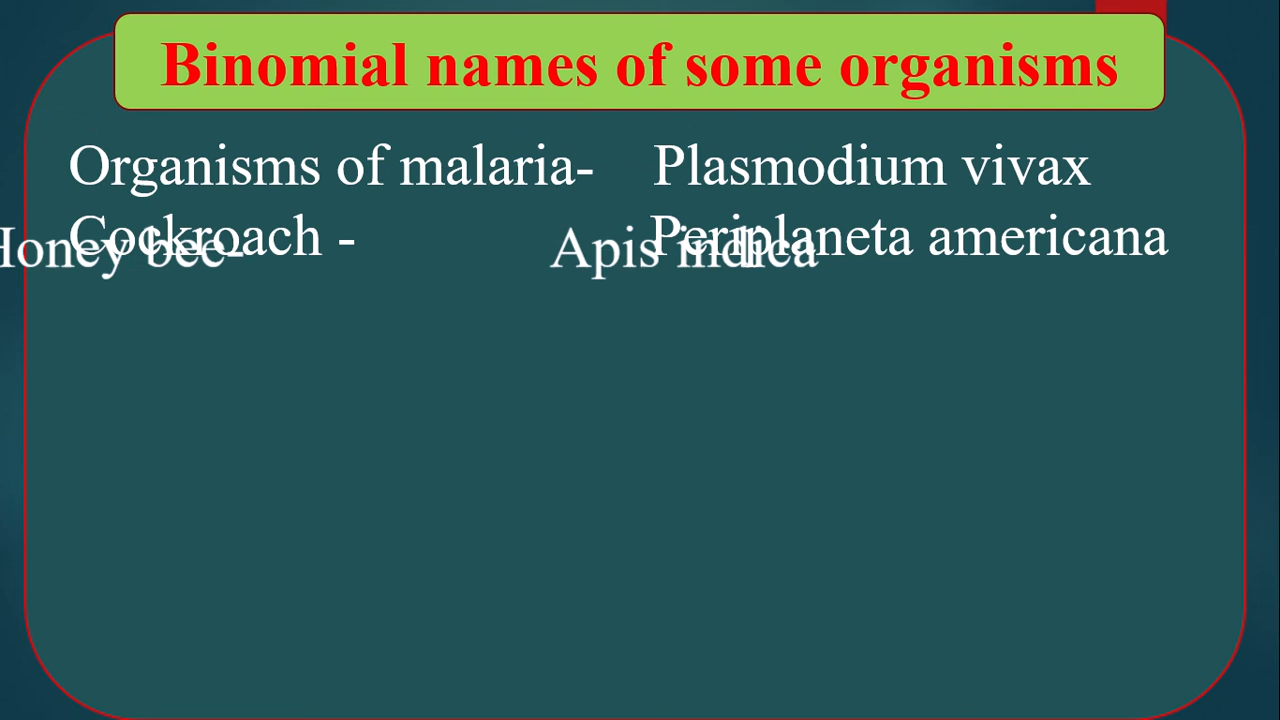 Binomial names of some organisms
Organisms of malaria- Plasmodium vivax
Cockroach - Periplaneta americana
Honey bee- Apis indica